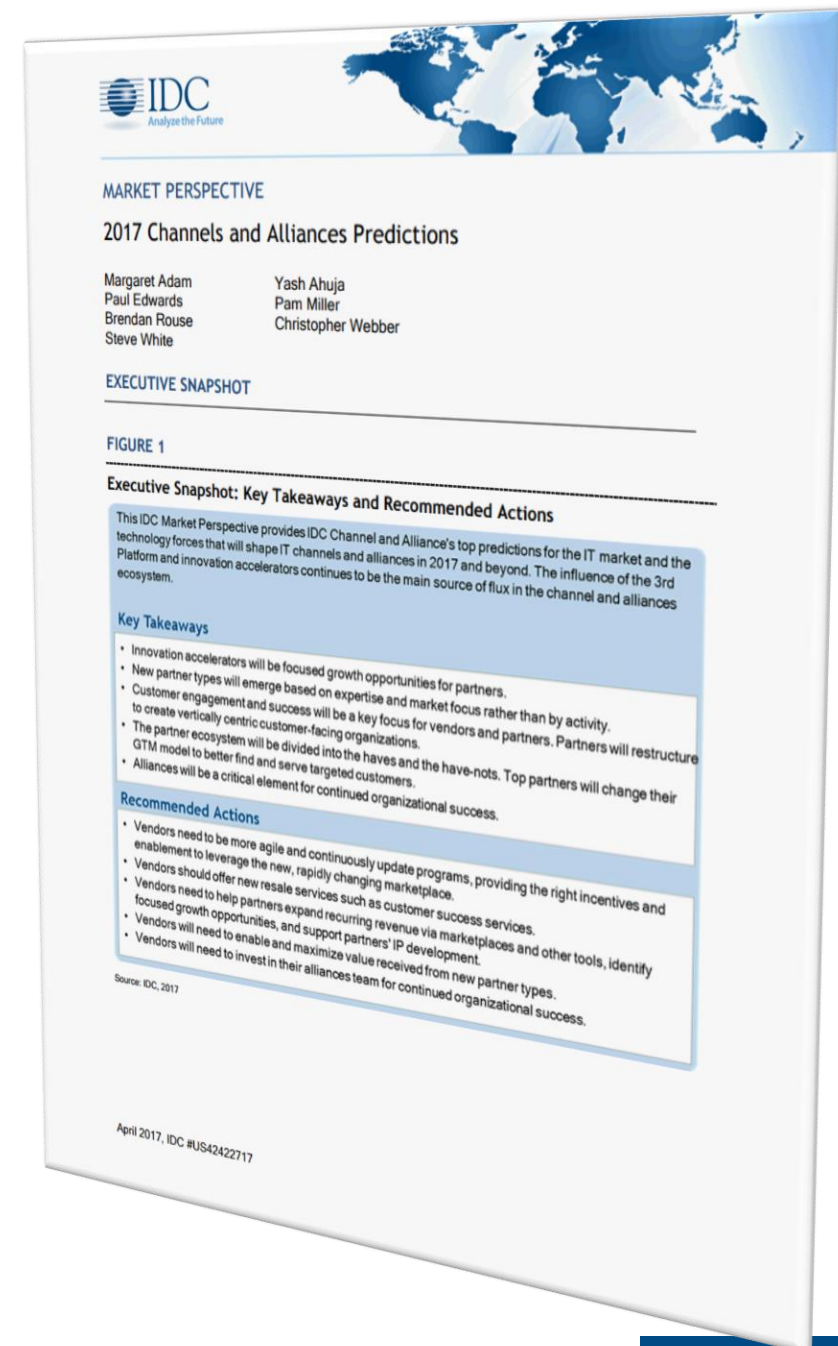 IDC
Analyze the Future
MARKET PERSPECTIVE
2017 Channels and Alliances Predictions
Margaret Adam
Paul Edwards
Brendan Rouse
Steve White
Yash Ahuja
Pam Miller
Christopher Webber
EXECUTIVE SNAPSHOT
FIGURE 1
Executive Snapshot: Key Takeaways and Recommended Actions
This IDC Market Perspective provides IDC Channel and Alliance's top predictions for the IT market and the
technology forces that will shape IT channels and alliances in 2017 and beyond. The influence of the 3rd
Platform and innovation accelerators continues to be the main source of flux in the channel and alliances
ecosystem.
Key Takeaways
• Innovation accelerators will be focused growth opportunities for partners.
• New partner types will emerge based on expertise and market focus rather than by activity.
• Customer engagement and success will be a key focus for vendors and partners. Partners will restructure
to create vertically centric customer-facing organizations.
• The partner ecosystem will be divided into the haves and the have-nots. Top partners will change their
GTM model to better find and serve targeted customers.
• Alliances will be a critical element for continued organizational success.
Recommended Actions
• Vendors need to be more agile and continuously update programs, providing the right incentives and
enablement to leverage the new, rapidly changing marketplace.
• Vendors should offer new resale services such as customer success services.
• Vendors need to help partners expand recurring revenue via marketplaces and other tools, identify
focused growth opportunities, and support partners' IP development.
• Vendors will need to enable and maximize value received from new partner types.
• Vendors will need to invest in their alliances team for continued organizational success.
Source: IDC, 2017
April 2017, IDC #US42422717